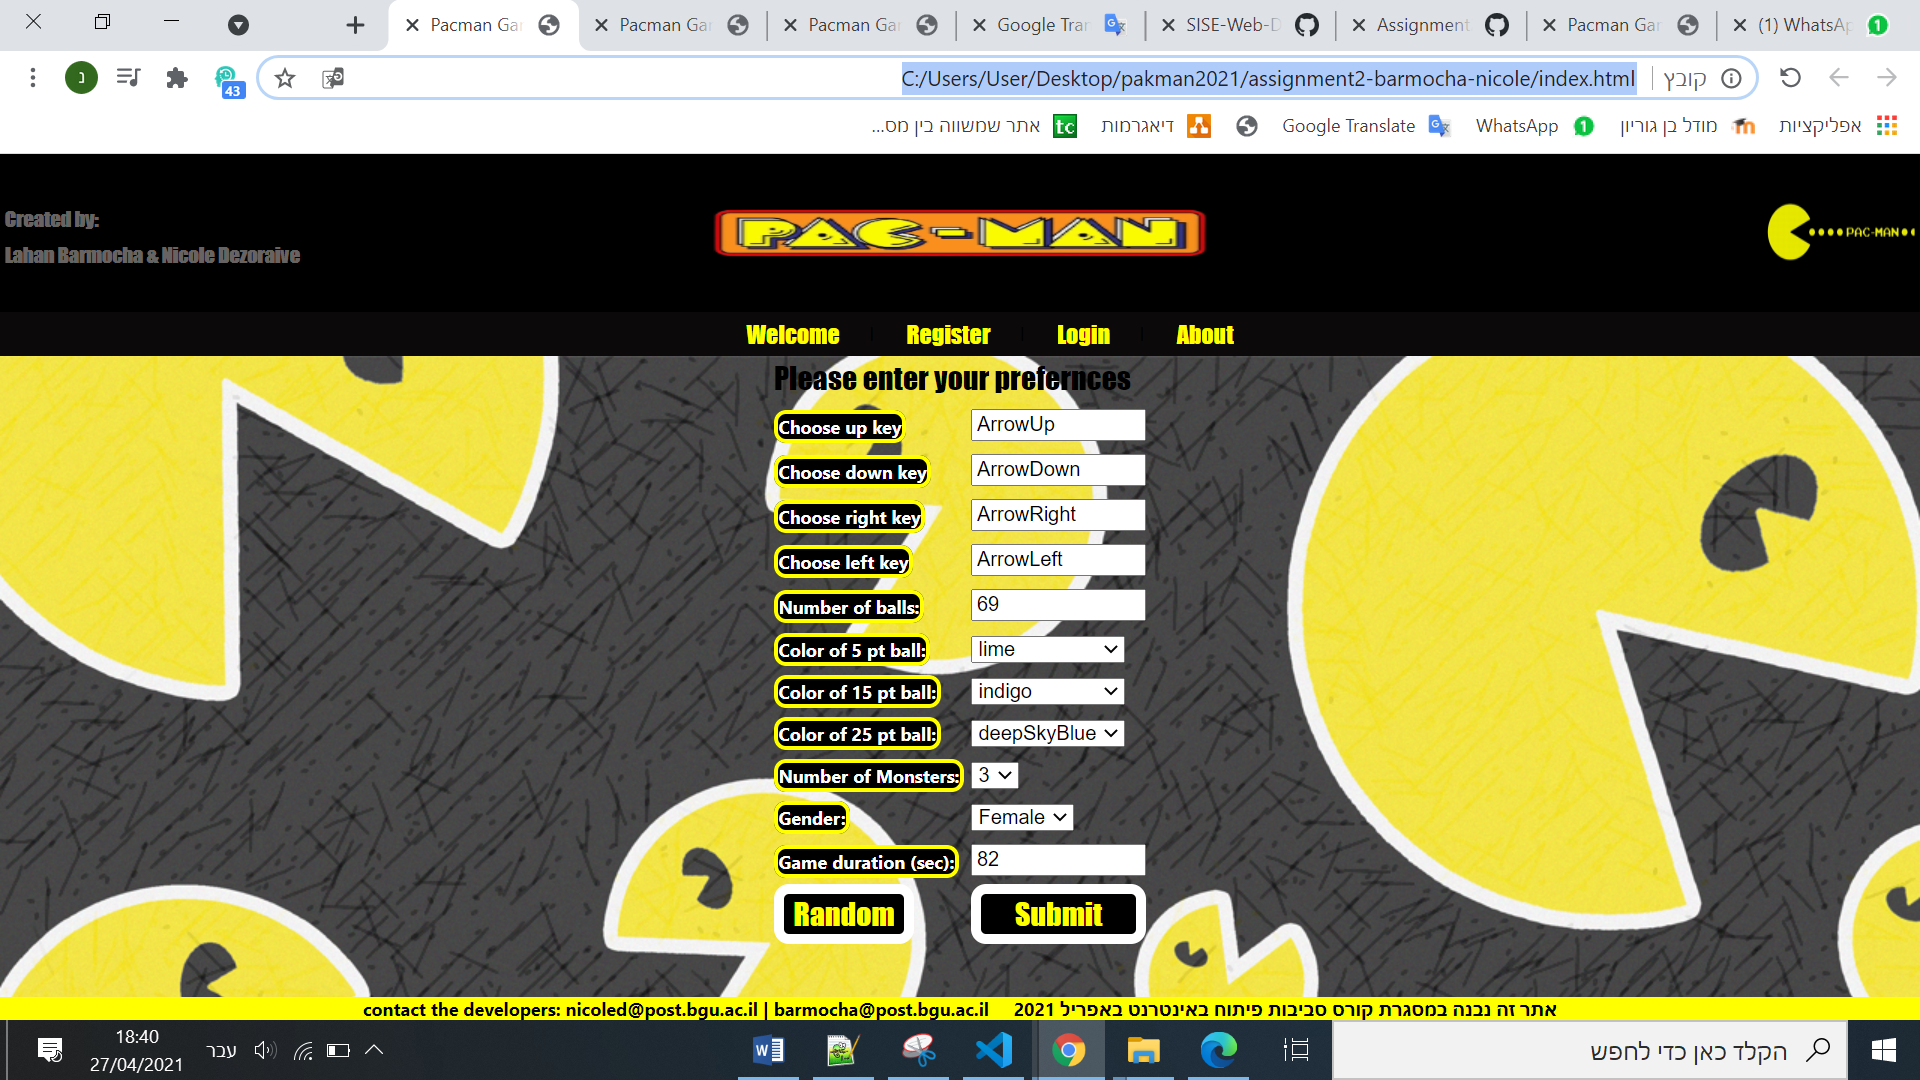 Pacman Ga
Pacman Ga
Pacman Ga
Google Tran
SISE-Web-D
Assignment
Pacman Ga
(1) WhatsAp
נ
43
C:/Users/User/Desktop/pakman2021/assignment2-barmocha-nicole/index.html
קובץ
אפליקציות
מודל בן גוריון
WhatsApp
Google Translate
דיאגרמות
אתר שמשווה בין מס...
Created by:
Lahan Barmocha & Nicole Dezoraive
PAC-MAN
PAC-MAN
Welcome
Register
Login
About
Please enter your prefernces
Choose up key ArrowUp
Choose down key ArrowDown
Choose right key ArrowRight
Choose left key ArrowLeft
Number of balls: 69
Color of 5 pt ball: lime
Color of 15 pt ball: indigo
Color of 25 pt ball: deepSkyBlue
Number of Monsters: 3
Gender: Female
Game duration (sec): 82
Random
Submit
contact the developers: nicoled@post.bgu.ac.il | barmocha@post.bgu.ac.il אתר זה נבנה במסגרת קורס סביבות פיתוח באינטרנט באפריל 2021
18:40
27/04/2021
עבר
הקלד כאן כדי לחפש